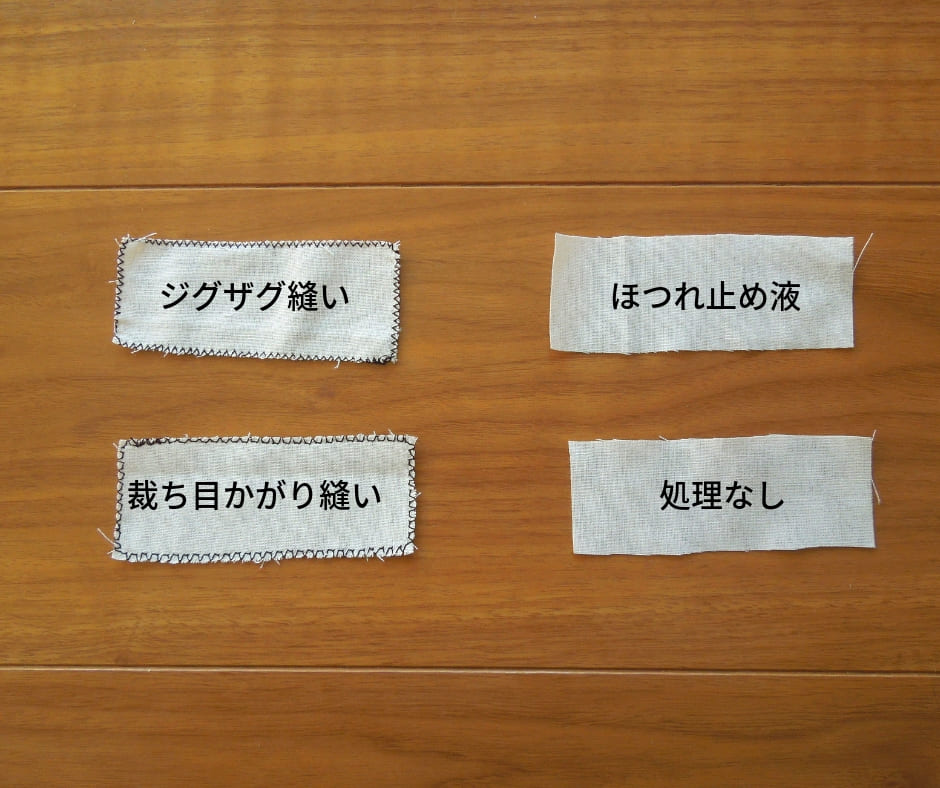 ジグザグ縫い
ほつれ止め液
裁ち目かがり縫い
処理なし